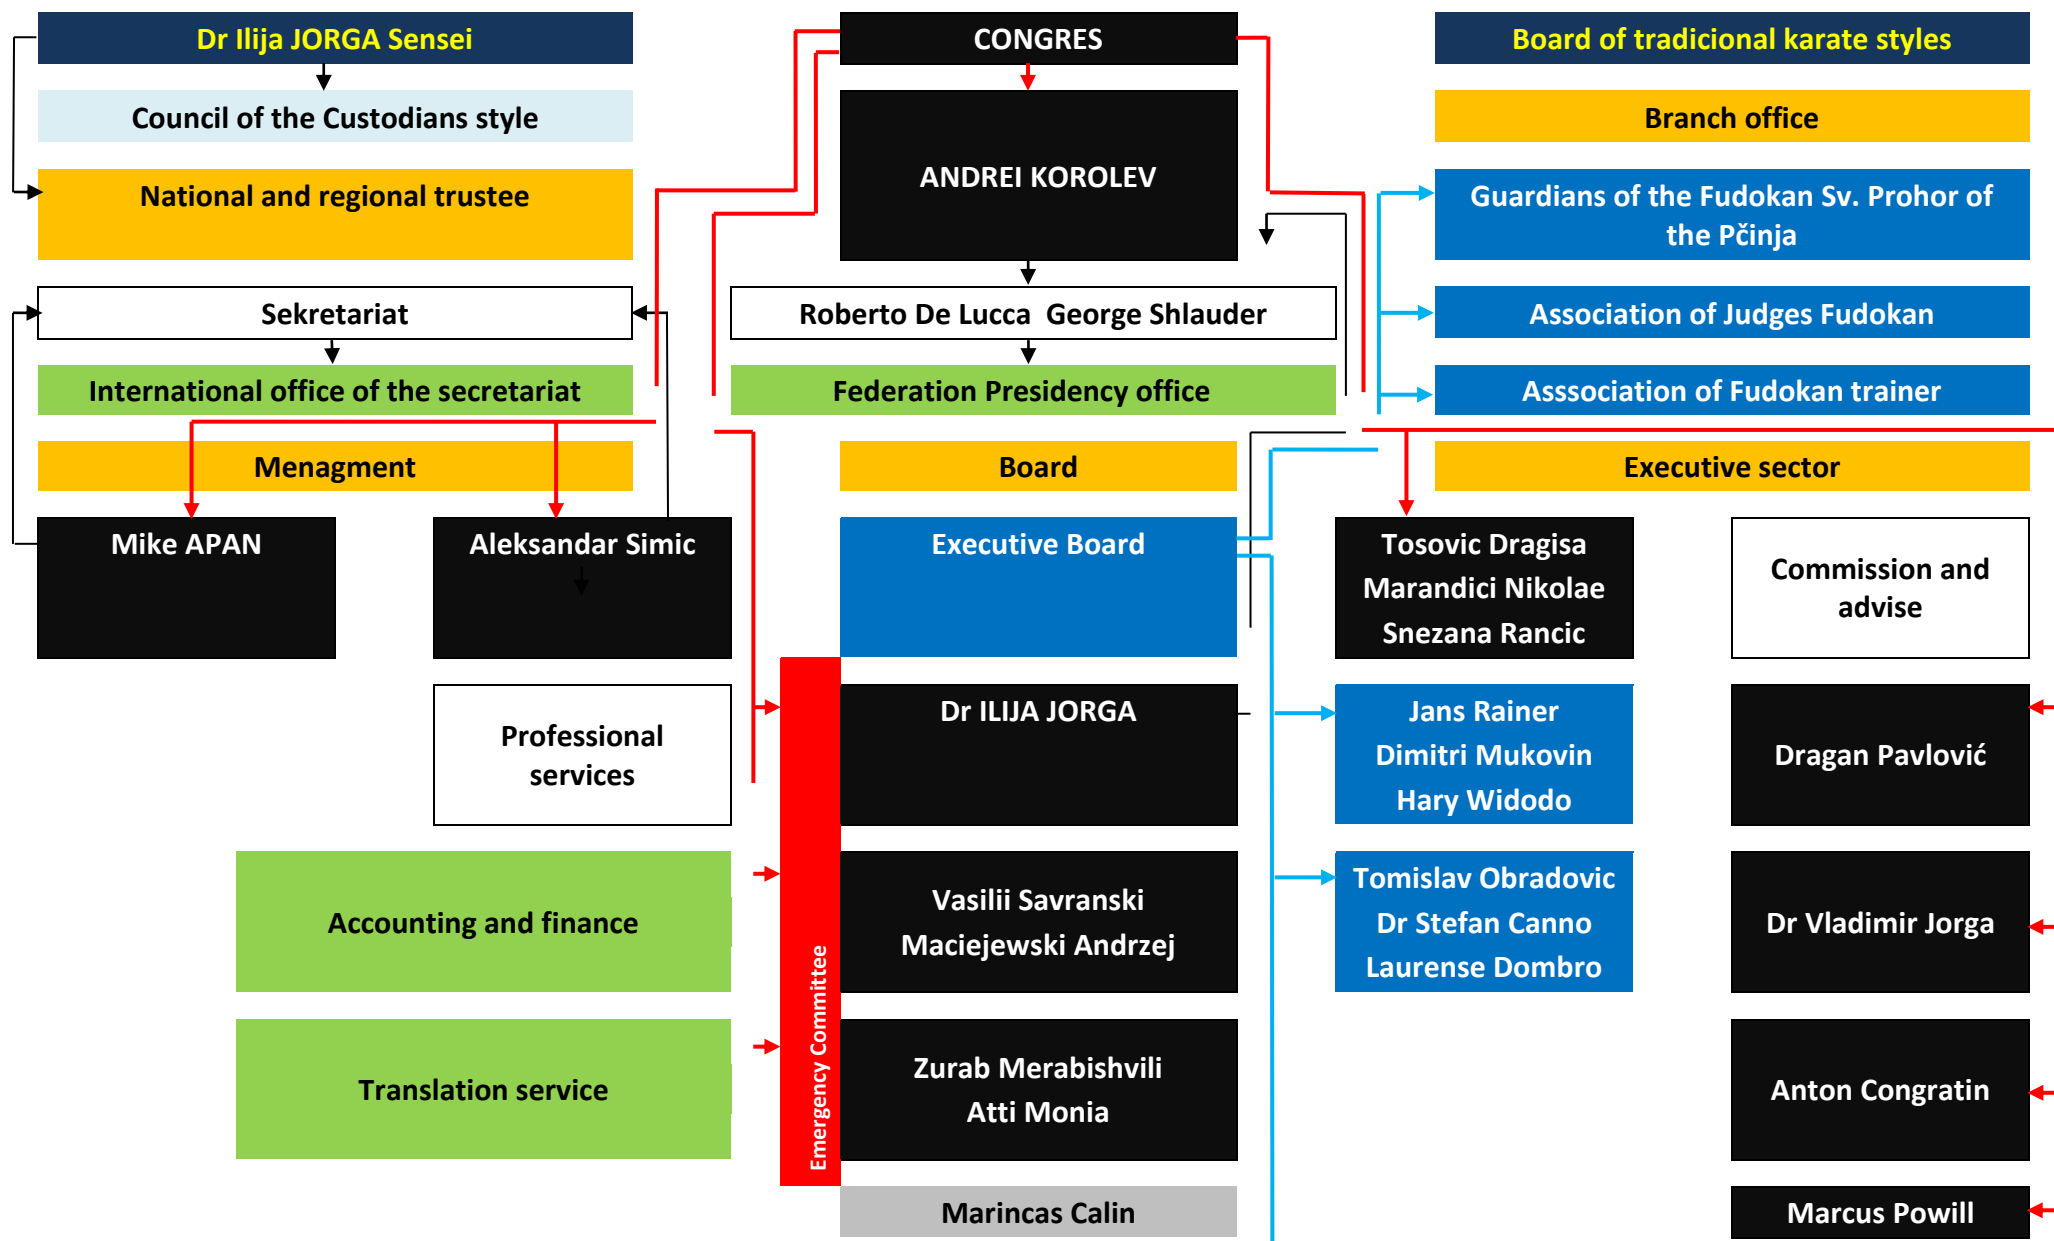 Dr Ilija JORGA Sensei
CONGRES
Board of tradicional karate styles
Council of the Custodians style
ANDREI KOROLEV
Branch office
National and regional trustee
Guardians of the Fudokan Sv. Prohor of
the Pčinja
Sekretariat
Roberto De Lucca  George Shlauder
Association of Judges Fudokan
International office of the secretariat
Federation Presidency office
Asssociation of Fudokan trainer
Menagment
Board
Executive sector
Mike APAN
Aleksandar Simic
Executive Board
Tosovic Dragisa
Marandici Nikolae
Snezana Rancic
Commission and
advise
Professional
services
Emergency Committee
Dr ILIJA JORGA
Jans Rainer
Dimitri Mukovin
Hary Widodo
Dragan Pavlović
Accounting and finance
Vasilii Savranski
Maciejewski Andrzej
Tomislav Obradovic
Dr Stefan Canno
Laurense Dombro
Dr Vladimir Jorga
Translation service
Zurab Merabishvili
Atti Monia
Anton Congratin
Marincas Calin
Marcus Powill